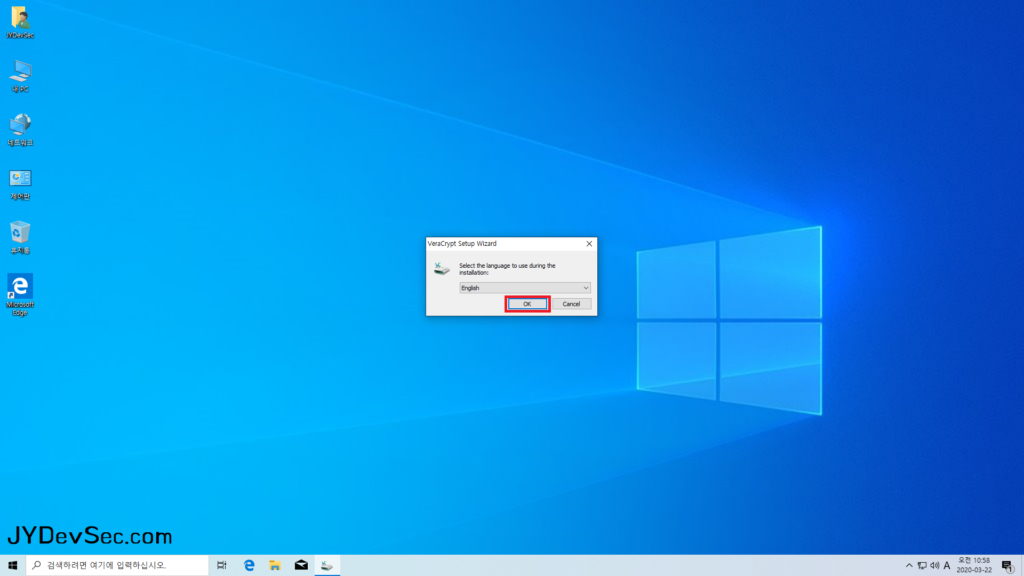 JYDevSec
내 PC
네트워크
제어판
휴지통
Microsoft
Edge
VeraCrypt Setup Wizard
Select the language to use during the
installation:
English
OK
Cancel
JYDevSec.com
검색하려면 여기에 입력하십시오.
A
오전 10:58
2020-03-22
1